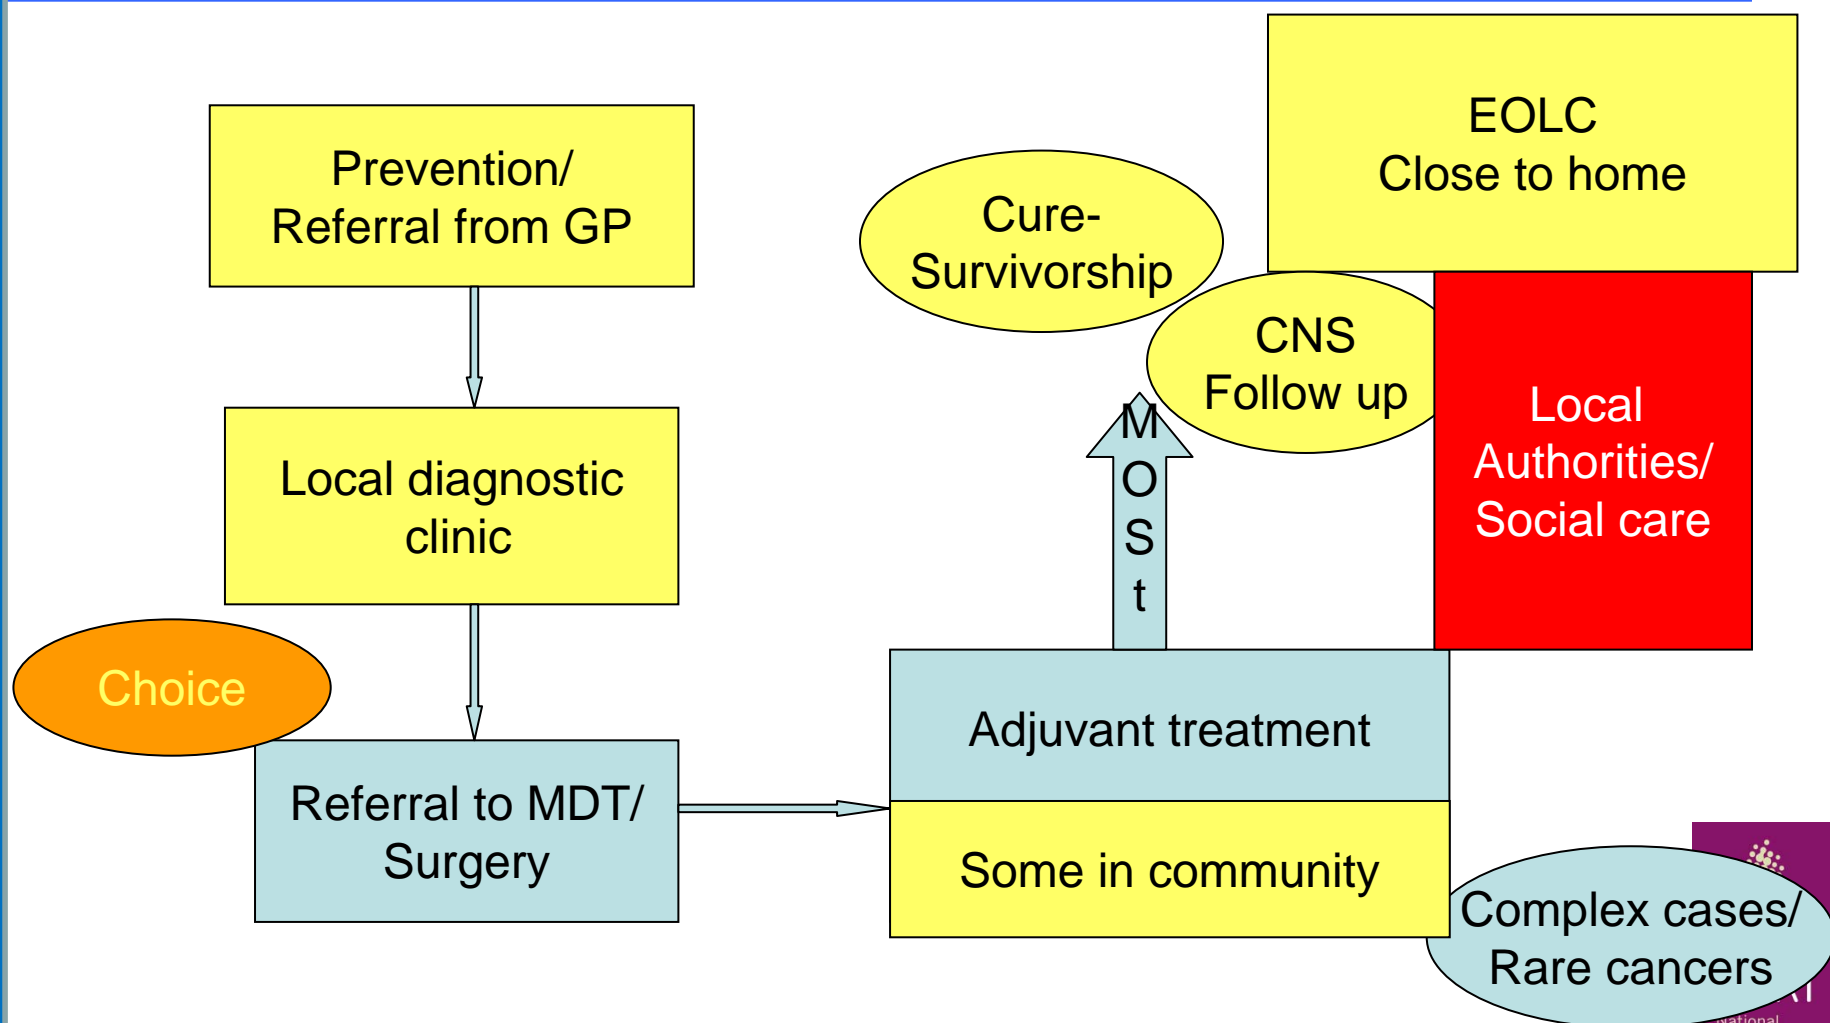 Prevention/
Referral from GP
Local diagnostic
clinic
Choice
Referral to MDT/
Surgery
Cure-
Survivorship
CNS
Follow up
EOLC
Close to home
Local
Authorities/
Social care
M
O
S
t
Adjuvant treatment
Some in community
Complex cases/
Rare cancers
National